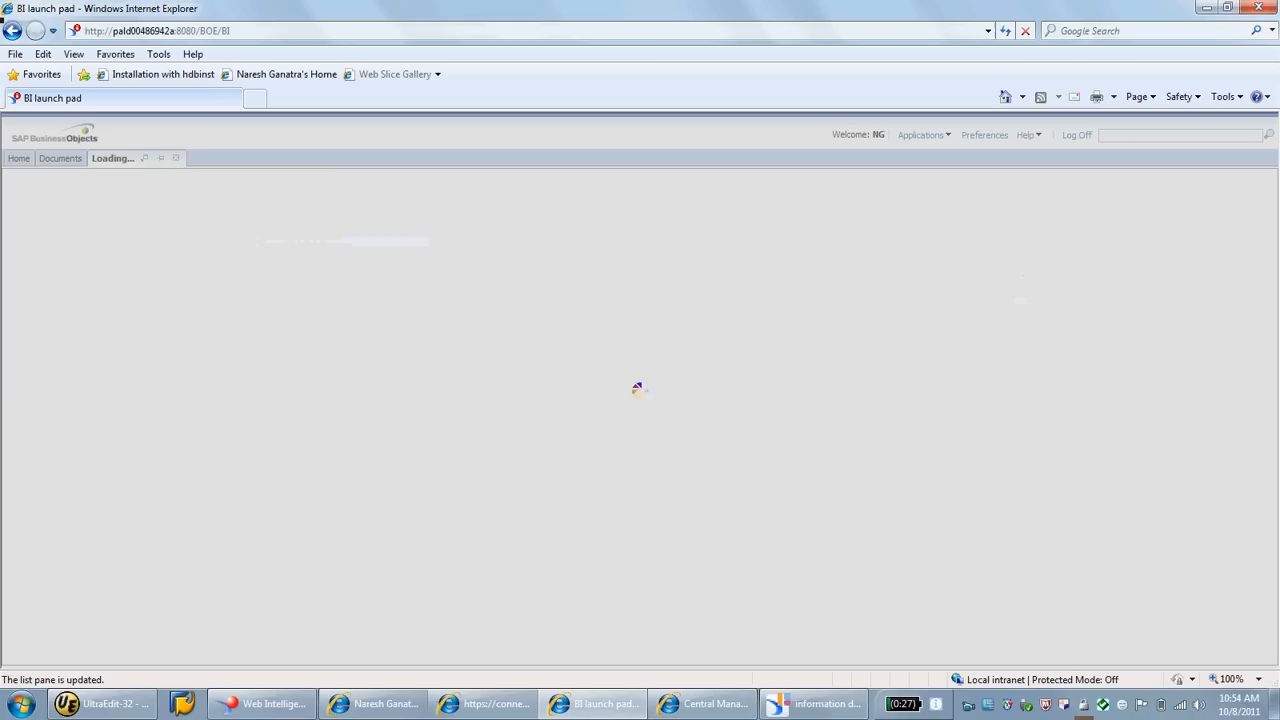 BI launch pad - Windows Internet Explorer
http://pald00486942a:8080/BOE/BI
Google Search
File Edit View Favorites Tools Help
Favorites Installation with hdbinst Naresh Ganatra's Home Web Slice Gallery
BI launch pad
Page Safety Tools
SAP BusinessObjects
Welcome: NG Applications Preferences Help Log Off
Home Documents Loading...
The list pane is updated.
Local intranet | Protected Mode: Off
100%
UltraEdit-32 - ... Web Intellige... Naresh Ganat... https://conne... BI launch pad... Central Mana... information d...
(0:27)
10:54 AM
10/8/2011